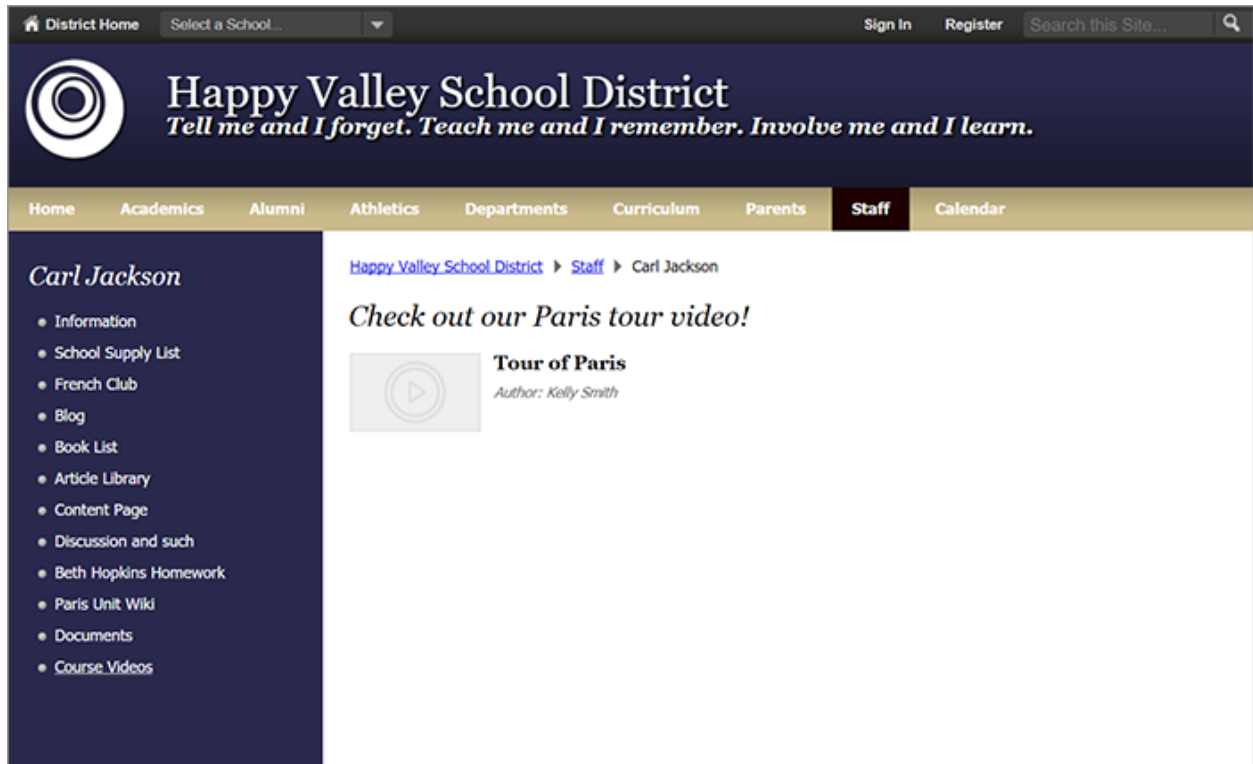 District Home Select a School... Sign In Register Search this Site...
Happy Valley School District
Tell me and I forget. Teach me and I remember. Involve me and I learn.
Home Academics Alumni Athletics Departments Curriculum Parents Staff Calendar
Carl Jackson
Information
School Supply List
French Club
Blog
Book List
Article Library
Content Page
Discussion and such
Beth Hopkins Homework
Paris Unit Wiki
Documents
Course Videos
Happy Valley School District Staff Carl Jackson
Check out our Paris tour video!
Tour of Paris
Author: Kelly Smith